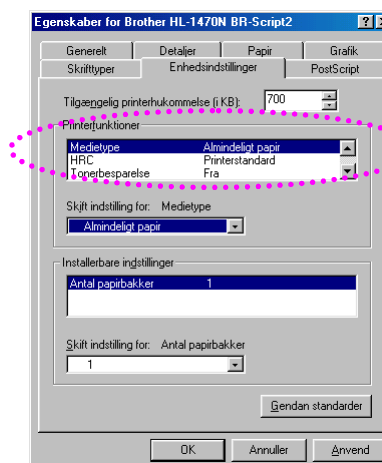 Egenskaber for Brother HL-1470N BR-Script2
Generelt Detaljer Papir Grafik
Skrifttyper Enhedsindstillinger PostScript
Tilgængelig printerhukommelse (i KB): 700
Printerfunktioner
Medietype Almindeligt papir
HRC Printerstandard
Tonerbesparelse Fra
Skift indstilling for: Medietype
Almindeligt papir
Installerbare indstillinger
Antal papirbakker 1
Skift indstilling for: Antal papirbakker
1
Gendan standarder
OK Annuller Anvend